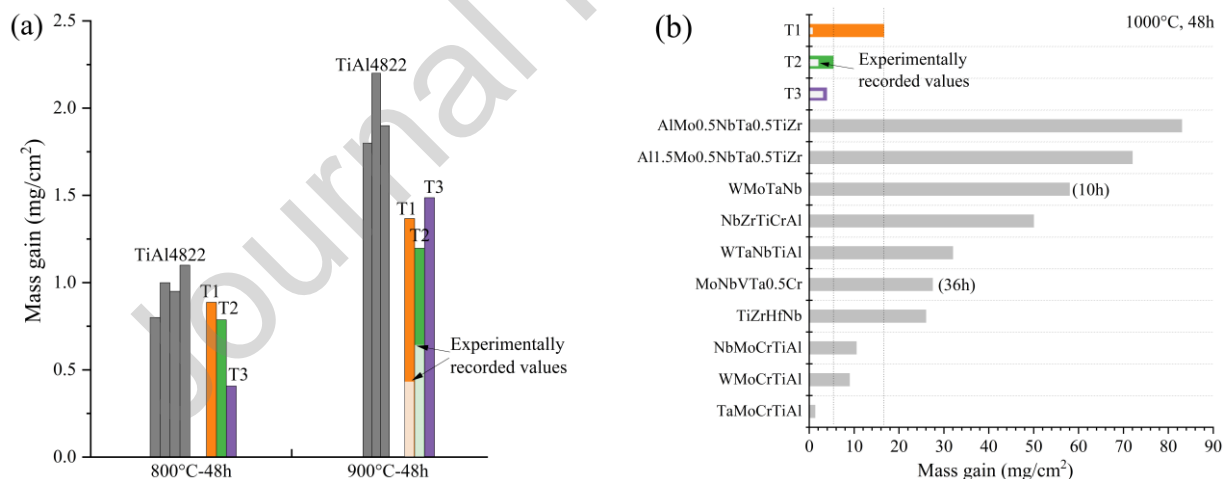 (a)
Mass gain (mg/cm²)
2.5
2.0
1.5
1.0
0.5
0.0
TiAl4822
T1
T2
T3
TiAl4822
T1
T2
T3
Experimentally
recorded values
800°C-48h
900°C-48h
Journal
(b)
1000°C, 48h
T1
T2
T3
Experimentally
recorded values
AlMo0.5NbTa0.5TiZr
Al1.5Mo0.5NbTa0.5TiZr
WMoTaNb
(10h)
NbZrTiCrAl
WTaNbTiAl
MoNbVTa0.5Cr
(36h)
TiZrHfNb
NbMoCrTiAl
WMoCrTiAl
TaMoCrTiAl
0 10 20 30 40 50 60 70 80 90
Mass gain (mg/cm²)